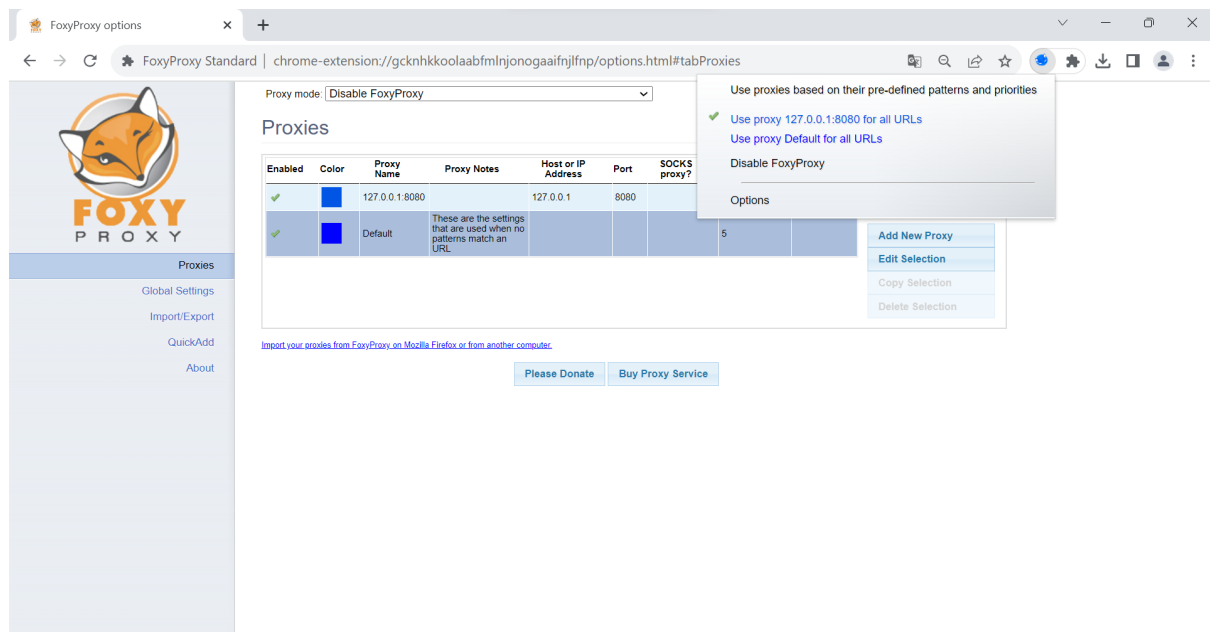 FoxyProxy options
FoxyProxy Standard | chrome-extension://gcknhkkoolaabfmlnjonogaaifnjlfnp/options.html#tabProxies
Use proxies based on their pre-defined patterns and priorities
Use proxy 127.0.0.1:8080 for all URLs
Use proxy Default for all URLs
Disable FoxyProxy
Options
FOXY
PROXY
Proxies
Global Settings
Import/Export
QuickAdd
About
Proxy mode: Disable FoxyProxy
Proxies
Enabled Color Proxy Name Proxy Notes Host or IP Address Port SOCKS proxy?
127.0.0.1:8080 127.0.0.1 8080
Default These are the settings that are used when no patterns match an URL 5
Add New Proxy
Edit Selection
Copy Selection
Delete Selection
Import your proxies from FoxyProxy on Mozilla Firefox or from another computer.
Please Donate Buy Proxy Service